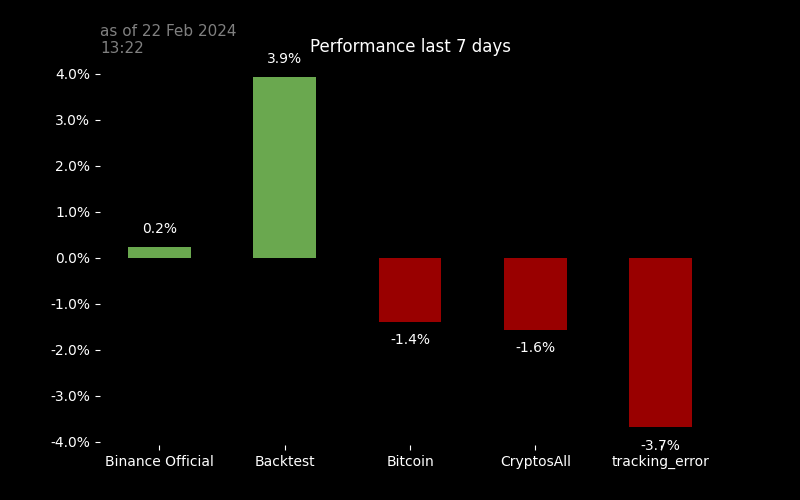 as of 22 Feb 2024
13:22
Performance last 7 days
4.0%
3.0%
2.0%
1.0%
0.0%
-1.0%
-2.0%
-3.0%
-4.0%
0.2%
3.9%
-1.4%
-1.6%
-3.7%
Binance Official
Backtest
Bitcoin
CryptosAll
tracking_error